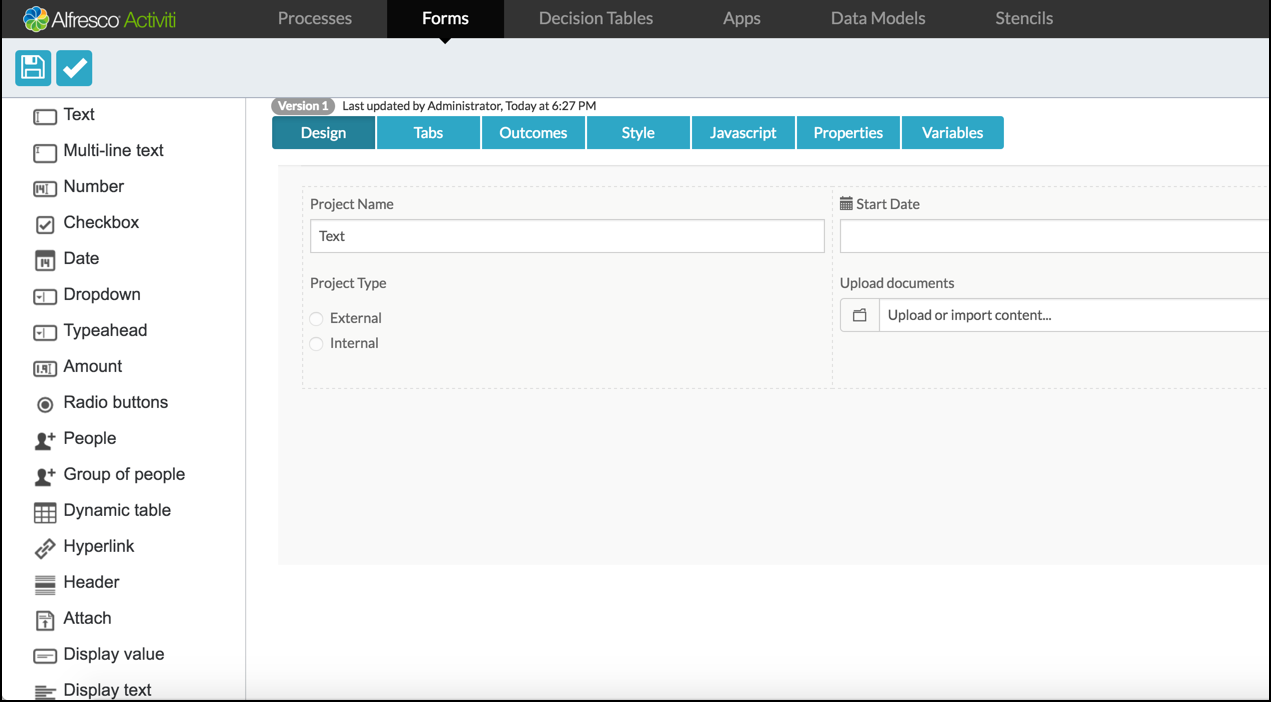 Alfresco Activiti
Processes
Forms
Decision Tables
Apps
Data Models
Stencils
Text
Multi-line text
Number
Checkbox
Date
Dropdown
Typeahead
Amount
Radio buttons
People
Group of people
Dynamic table
Hyperlink
Header
Attach
Display value
Display text
Version 1 Last updated by Administrator, Today at 6:27 PM
Design
Tabs
Outcomes
Style
Javascript
Properties
Variables
Project Name
Text
Start Date
Project Type
External
Internal
Upload documents
Upload or import content...